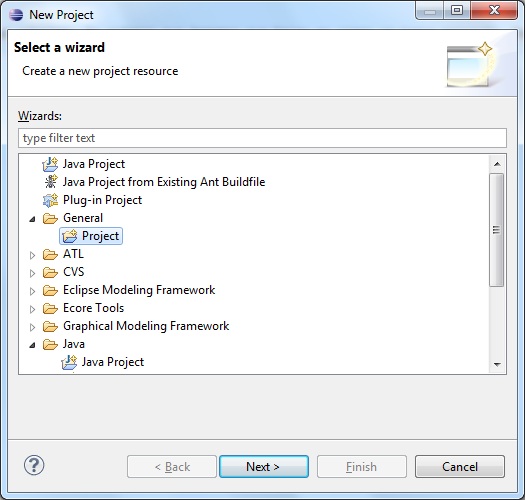 New Project
Select a wizard
Create a new project resource
Wizards:
type filter text
Java Project
Java Project from Existing Ant Buildfile
Plug-in Project
General
Project
ATL
CVS
Eclipse Modeling Framework
Ecore Tools
Graphical Modeling Framework
Java
Java Project
? < Back Next > Finish Cancel